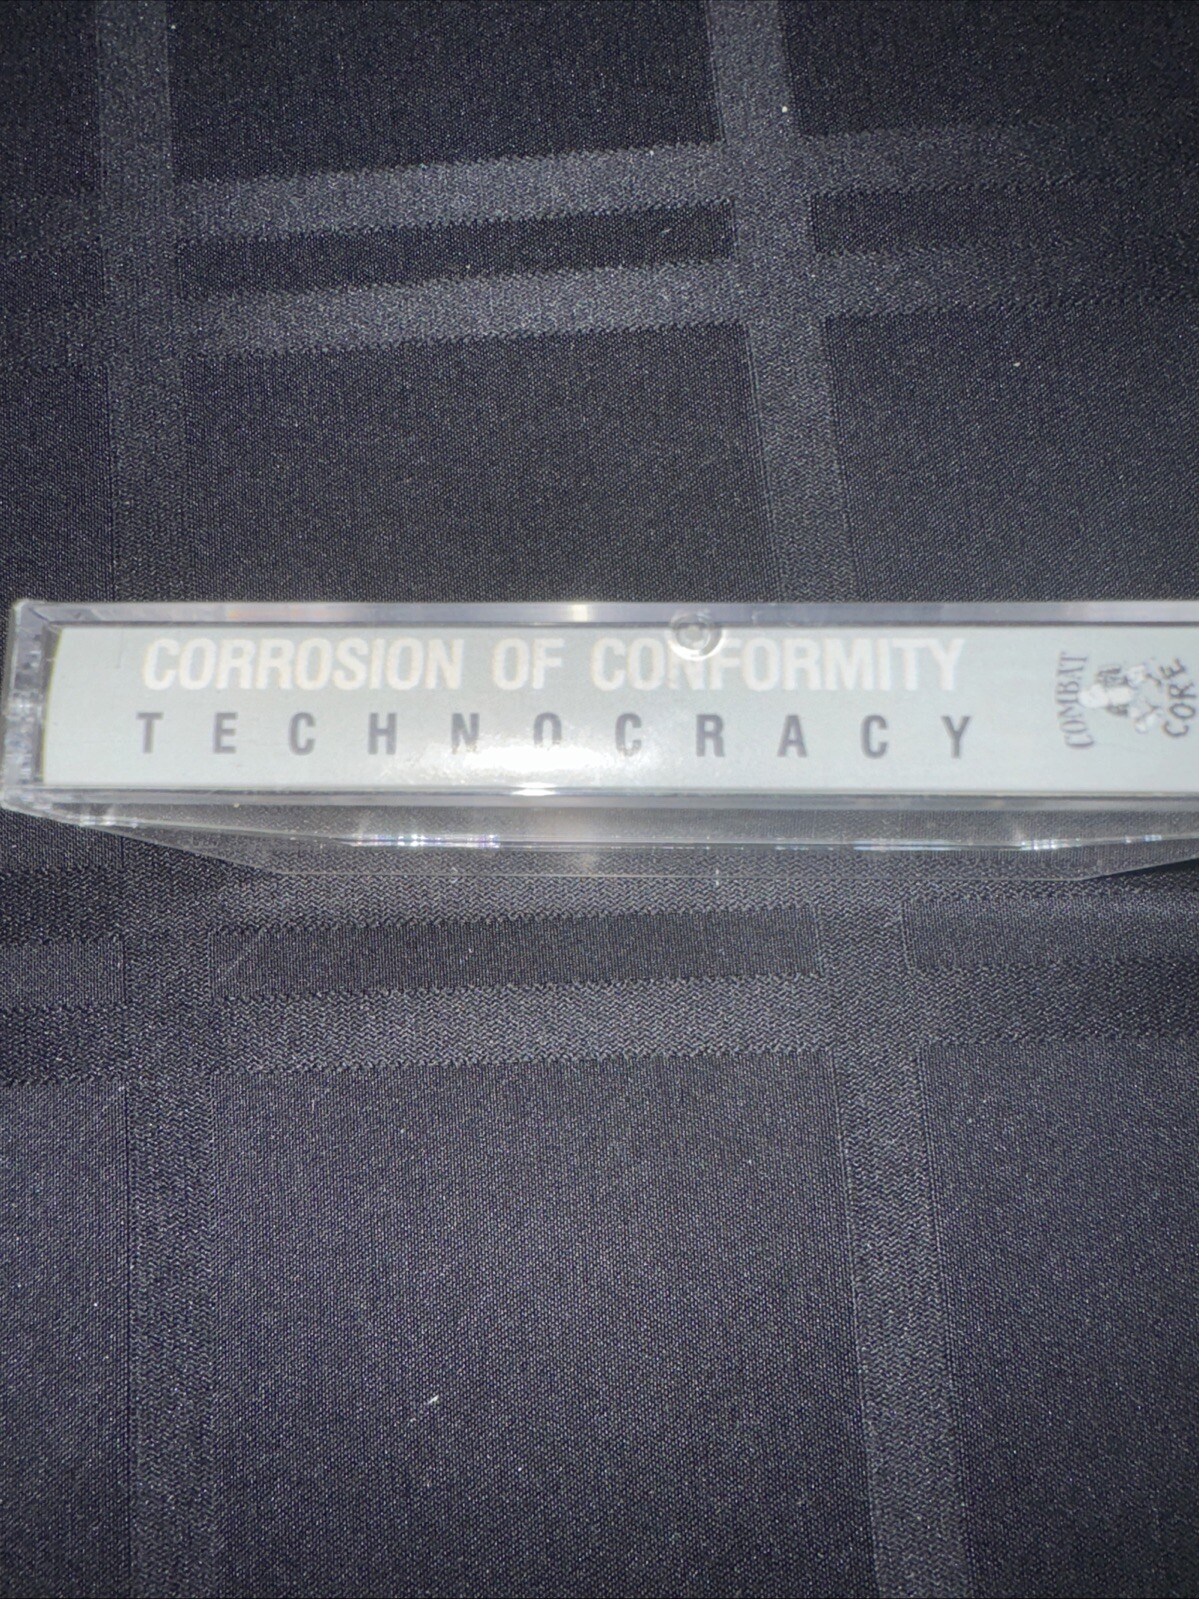 CORROSION OF CONFORMITY
TECHNOCRACY
COMBAT
CORE